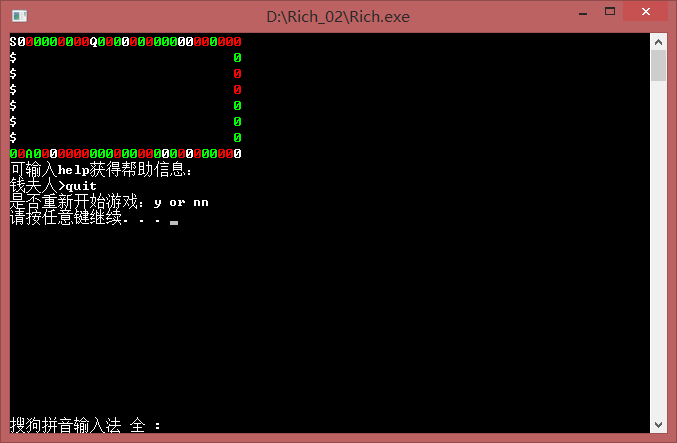 D:\Rich_02\Rich.exe
S000000000Q000000000000000000
$ 0
$ 0
$ 0
$ 0
$ 0
$ 0
00A00000000000000000000000000
可输入help获得帮助信息:
钱夫人>quit
是否重新开始游戏: y or nn
请按任意键继续. . .
搜狗拼音输入法 全 :